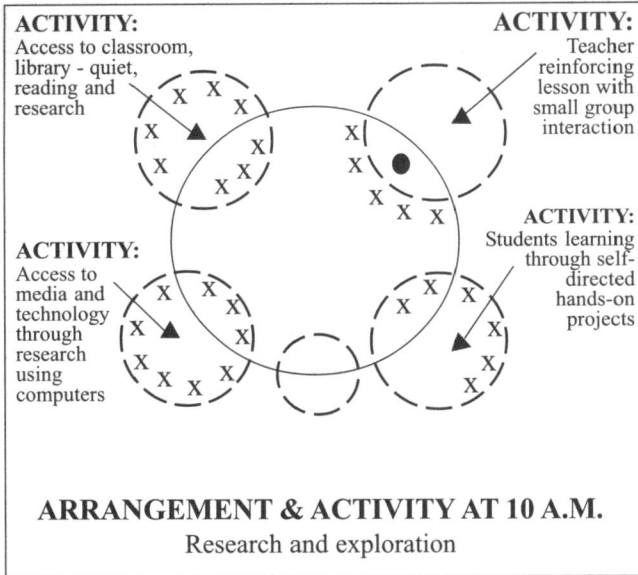 ACTIVITY:
Access to classroom,
library - quiet,
reading and
research
ACTIVITY:
Teacher
reinforcing
lesson with
small group
interaction
ACTIVITY:
Access to
media and
technology
through
research
using
computers
ACTIVITY:
Students learning
through self-
directed
hands-on
projects
X X X X X X X X X
X X X X X
X X X X X X X X X
X X X X X X X
ARRANGEMENT & ACTIVITY AT 10 A.M.
Research and exploration